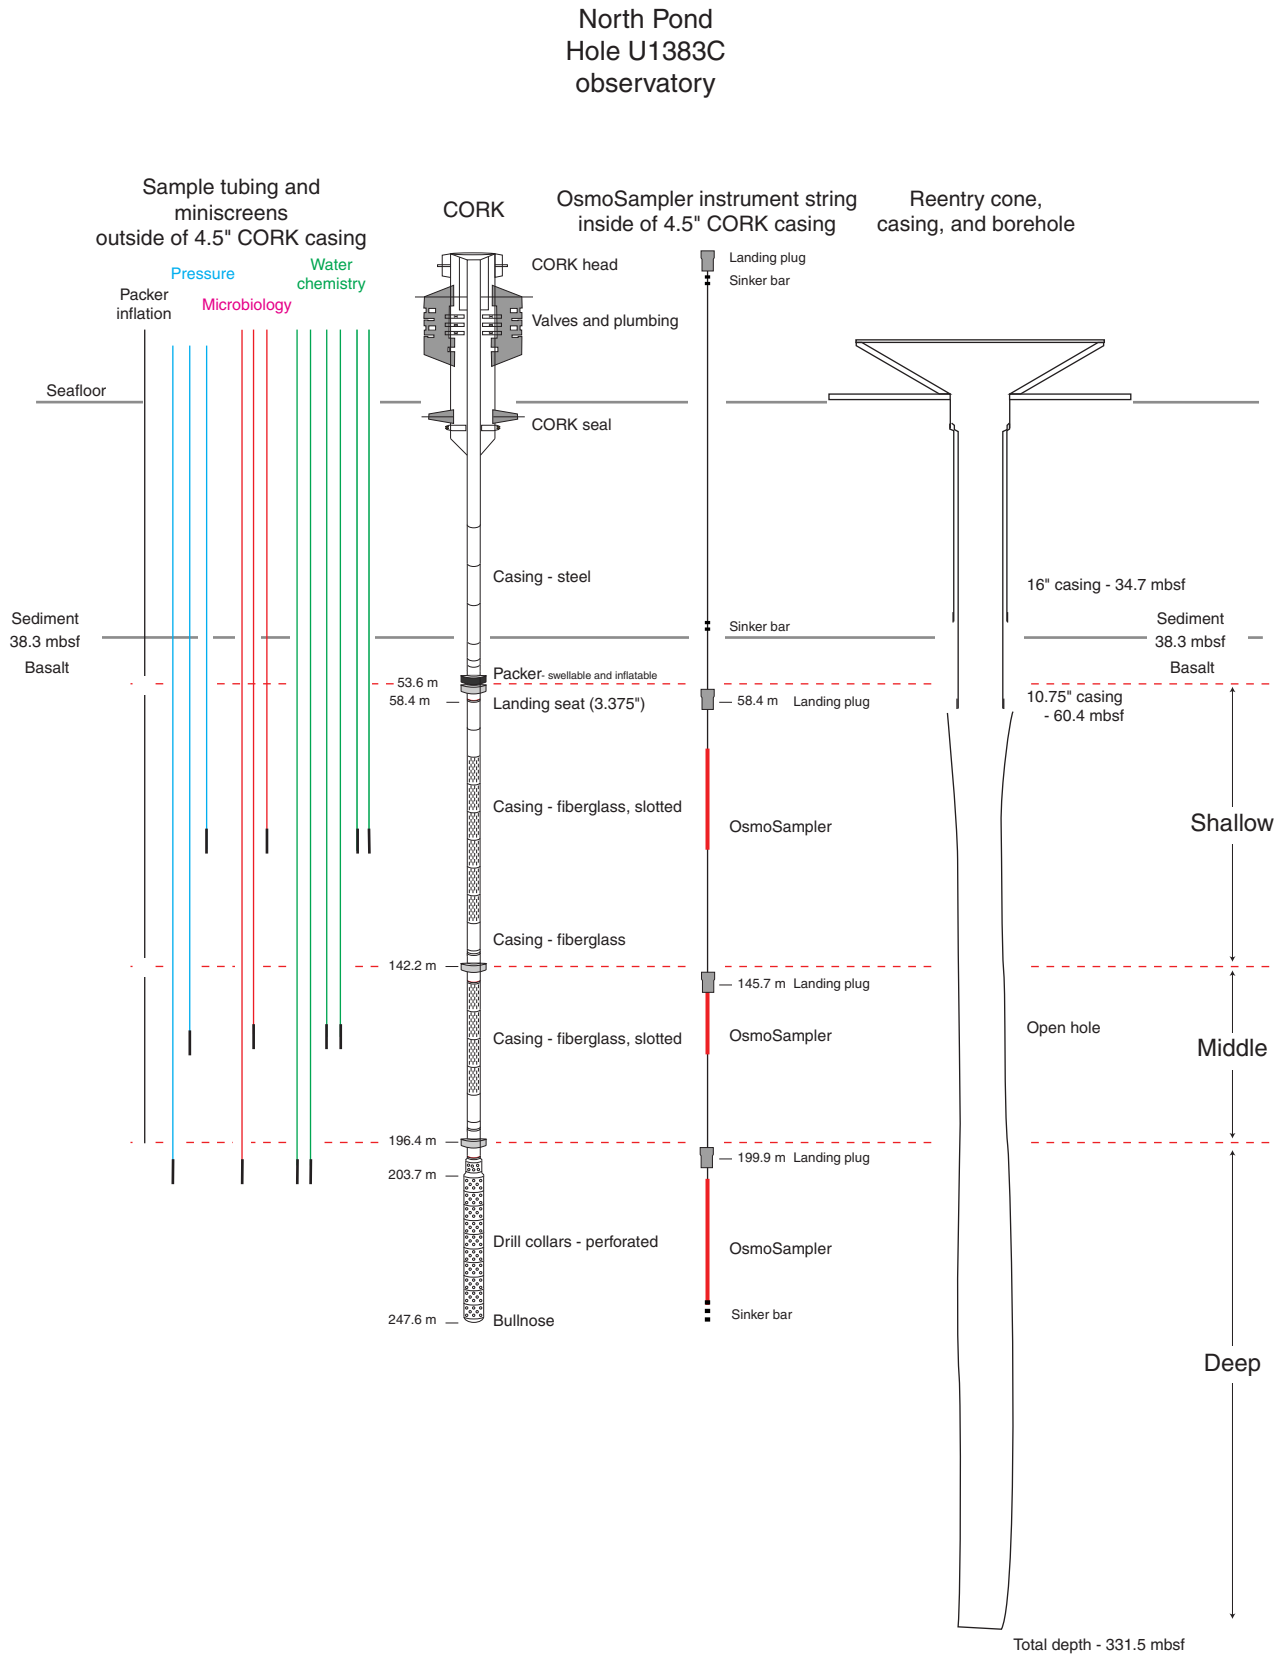 North Pond
Hole U1383C
observatory
Sample tubing and
miniscreens
outside of 4.5" CORK casing
CORK
OsmoSampler instrument string
inside of 4.5" CORK casing
Reentry cone,
casing, and borehole
Packer
inflation
Pressure
Microbiology
Water
chemistry
CORK head
Valves and plumbing
Landing plug
Sinker bar
Seafloor
CORK seal
Casing - steel
16" casing - 34.7 mbsf
Sediment
38.3 mbsf
Basalt
Sinker bar
Sediment
38.3 mbsf
Basalt
53.6 m
Packer- swellable and inflatable
58.4 m
Landing seat (3.375")
58.4 m Landing plug
10.75" casing
- 60.4 mbsf
Casing - fiberglass, slotted
OsmoSampler
Shallow
Casing - fiberglass
142.2 m
145.7 m Landing plug
Casing - fiberglass, slotted
OsmoSampler
Open hole
Middle
196.4 m
199.9 m Landing plug
203.7 m
Drill collars - perforated
OsmoSampler
247.6 m
Bullnose
Sinker bar
Deep
Total depth - 331.5 mbsf